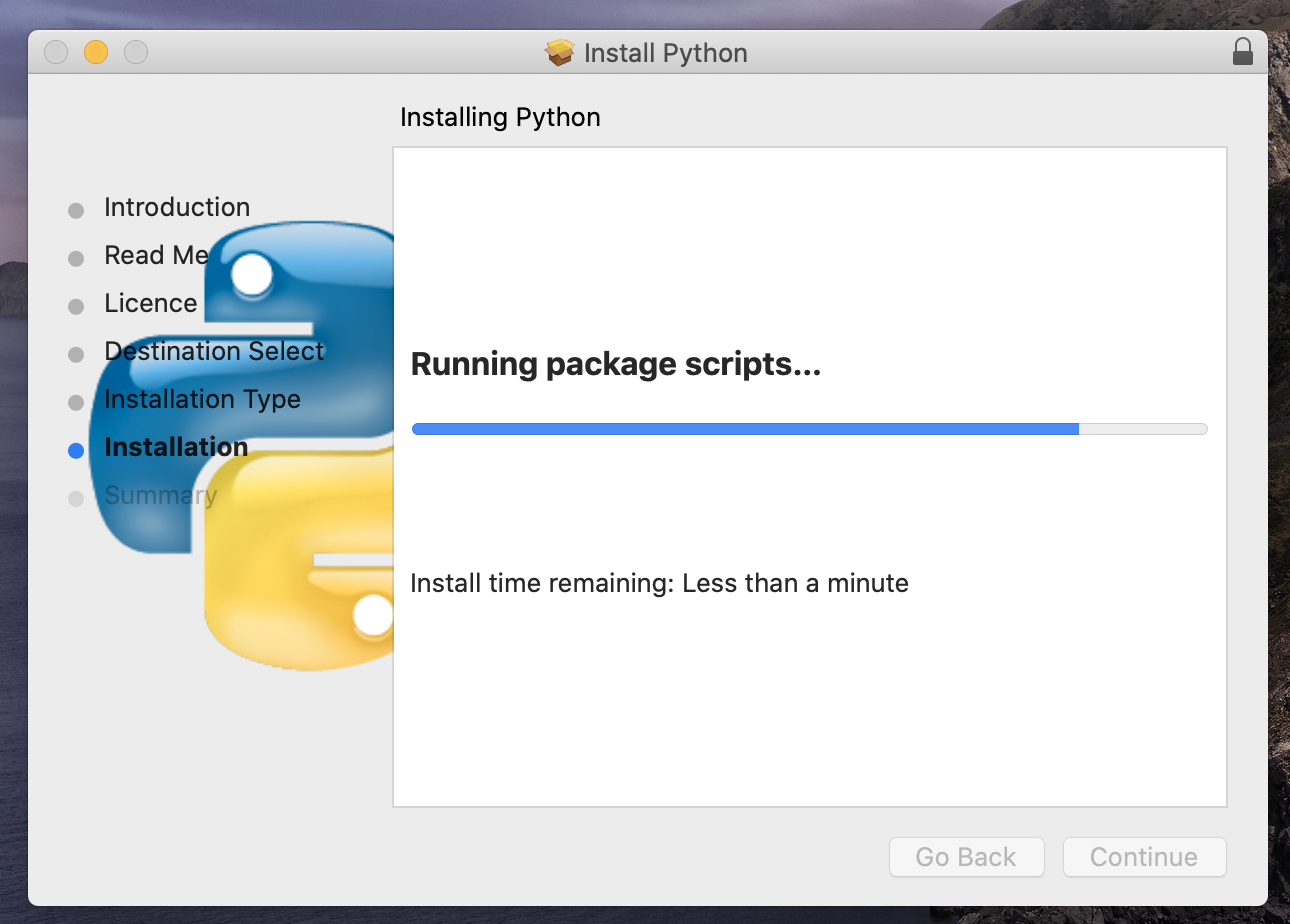 Install Python
Installing Python
Introduction
Read Me
Licence
Destination Select
Installation Type
Installation
Summary
Running package scripts...
Install time remaining: Less than a minute
Go Back
Continue